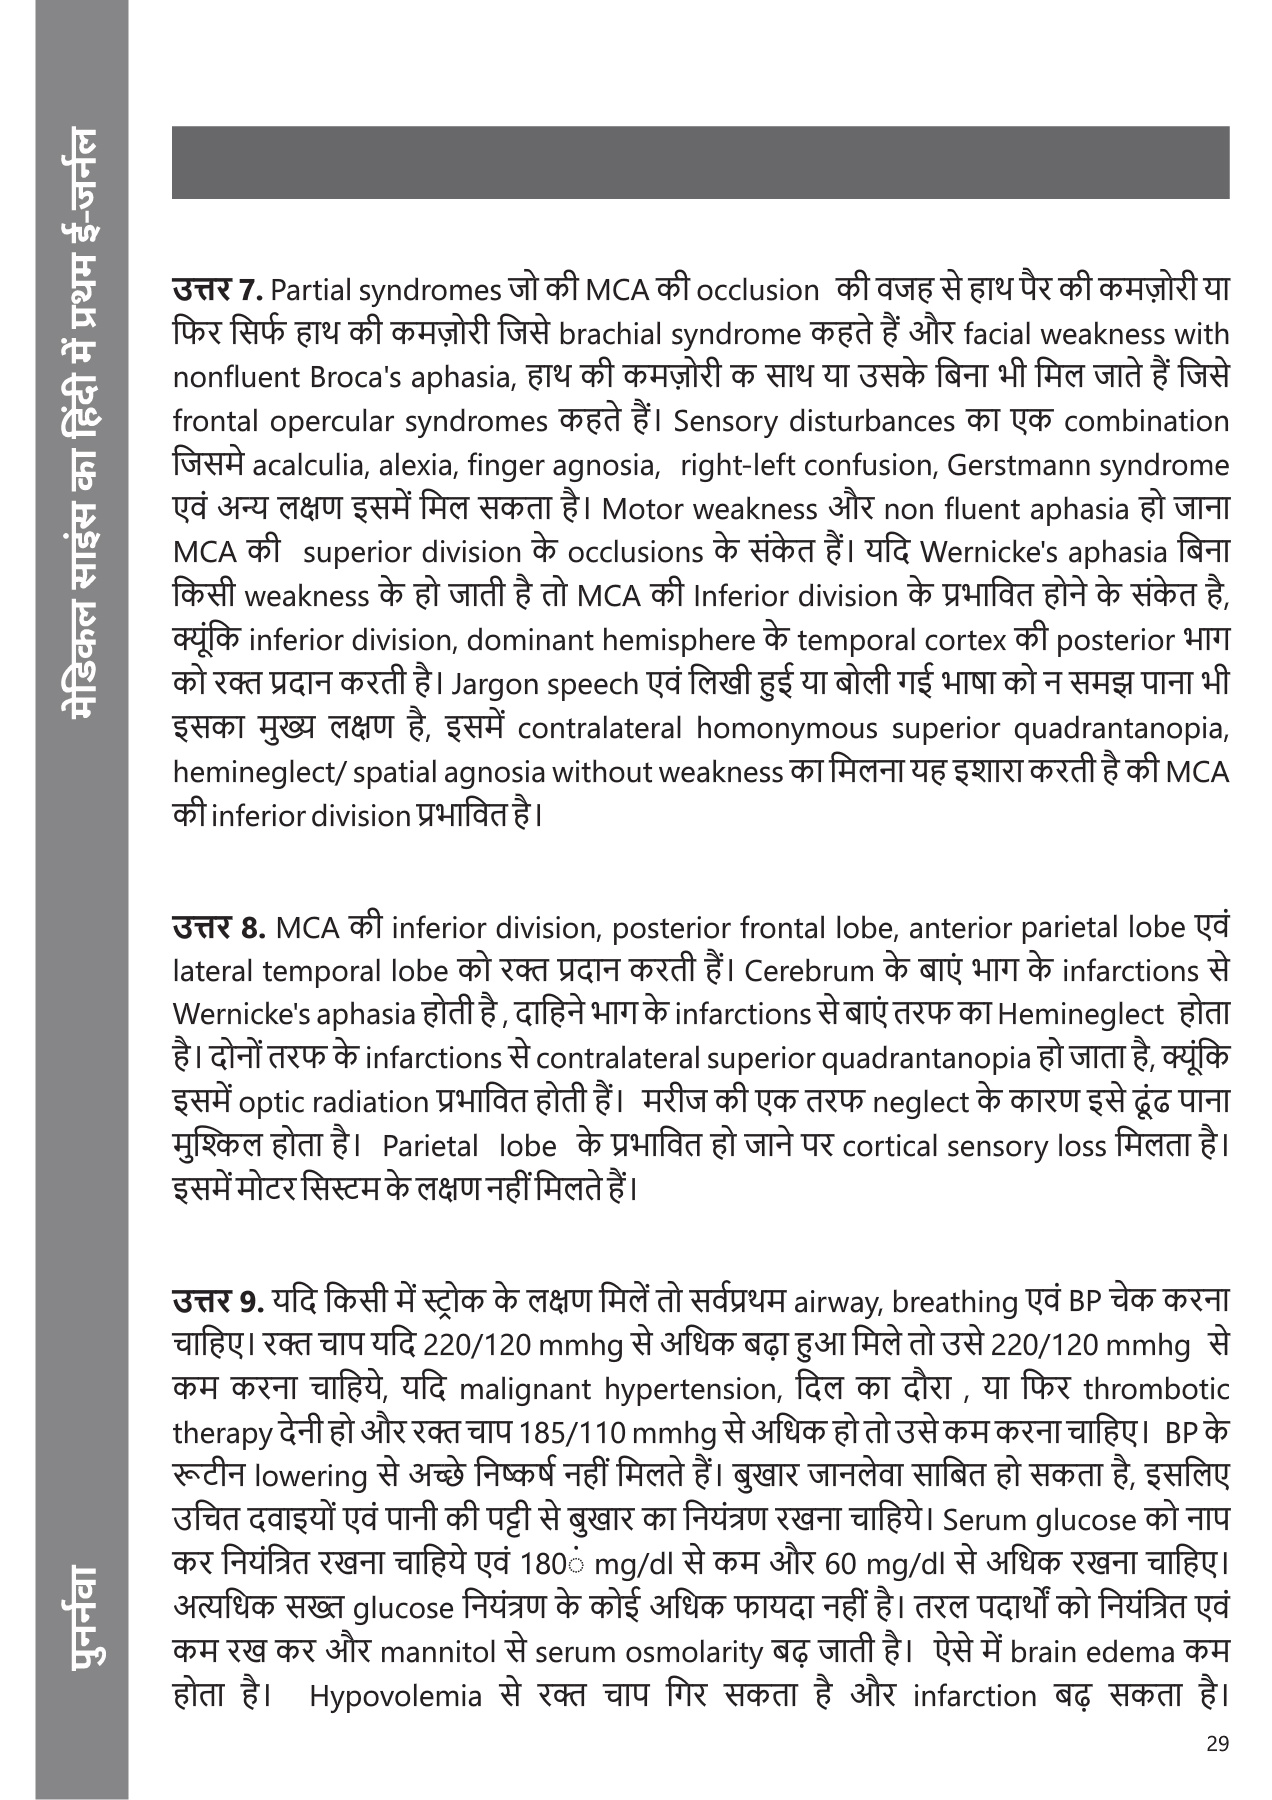 मेडिकल साइंस का हिंदी में प्रथम ई-जर्नल
उत्तर 7. Partial syndromes जो की MCA की occlusion की वजह से हाथ पैर की कमज़ोरी या
फिर सिर्फ हाथ की कमज़ोरी जिसे brachial syndrome कहते हैं और facial weakness with
nonfluent Broca's aphasia, हाथ की कमज़ोरी क साथ या उसके बिना भी मिल जाते हैं जिसे
frontal opercular syndromes कहते हैं। Sensory disturbances का एक combination
जिसमे acalculia, alexia, finger agnosia, right-left confusion, Gerstmann syndrome
एवं अन्य लक्षण इसमें मिल सकता है। Motor weakness और non fluent aphasia हो जाना
MCA की superior division के occlusions के संकेत हैं। यदि Wernicke's aphasia बिना
किसी weakness के हो जाती है तो MCA की Inferior division के प्रभावित होने के संकेत है,
क्यूंकि inferior division, dominant hemisphere के temporal cortex की posterior भाग
को रक्त प्रदान करती है। Jargon speech एवं लिखी हुई या बोली गई भाषा को न समझ पाना भी
इसका मुख्य लक्षण है, इसमें contralateral homonymous superior quadrantanopia,
hemineglect/ spatial agnosia without weakness का मिलना यह इशारा करती है की MCA
की inferior division प्रभावित है।
उत्तर 8. MCA की inferior division, posterior frontal lobe, anterior parietal lobe एवं
lateral temporal lobe को रक्त प्रदान करती हैं। Cerebrum के बाएं भाग के infarctions से
Wernicke's aphasia होती है , दाहिने भाग के infarctions से बाएं तरफ का Hemineglect होता
है। दोनों तरफ के infarctions से contralateral superior quadrantanopia हो जाता है, क्यूंकि
इसमें optic radiation प्रभावित होती हैं। मरीज की एक तरफ neglect के कारण इसे ढूंढ पाना
मुश्किल होता है। Parietal lobe के प्रभावित हो जाने पर cortical sensory loss मिलता है।
इसमें मोटर सिस्टम के लक्षण नहीं मिलते हैं।
उत्तर 9. यदि किसी में स्ट्रोक के लक्षण मिलें तो सर्वप्रथम airway, breathing एवं BP चेक करना
चाहिए। रक्त चाप यदि 220/120 mmhg से अधिक बढ़ा हुआ मिले तो उसे 220/120 mmhg से
कम करना चाहिये, यदि malignant hypertension, दिल का दौरा , या फिर thrombotic
therapy देनी हो और रक्त चाप 185/110 mmhg से अधिक हो तो उसे कम करना चाहिए। BP के
रूटीन lowering से अच्छे निष्कर्ष नहीं मिलते हैं। बुखार जानलेवा साबित हो सकता है, इसलिए
उचित दवाइयों एवं पानी की पट्टी से बुखार का नियंत्रण रखना चाहिये। Serum glucose को नाप
कर नियंत्रित रखना चाहिये एवं 180ं mg/dl से कम और 60 mg/dl से अधिक रखना चाहिए।
अत्यधिक सख्त glucose नियंत्रण के कोई अधिक फायदा नहीं है। तरल पदार्थों को नियंत्रित एवं
कम रख कर और mannitol से serum osmolarity बढ़ जाती है। ऐसे में brain edema कम
होता है। Hypovolemia से रक्त चाप गिर सकता है और infarction बढ़ सकता है।
पुनर्नवा
29